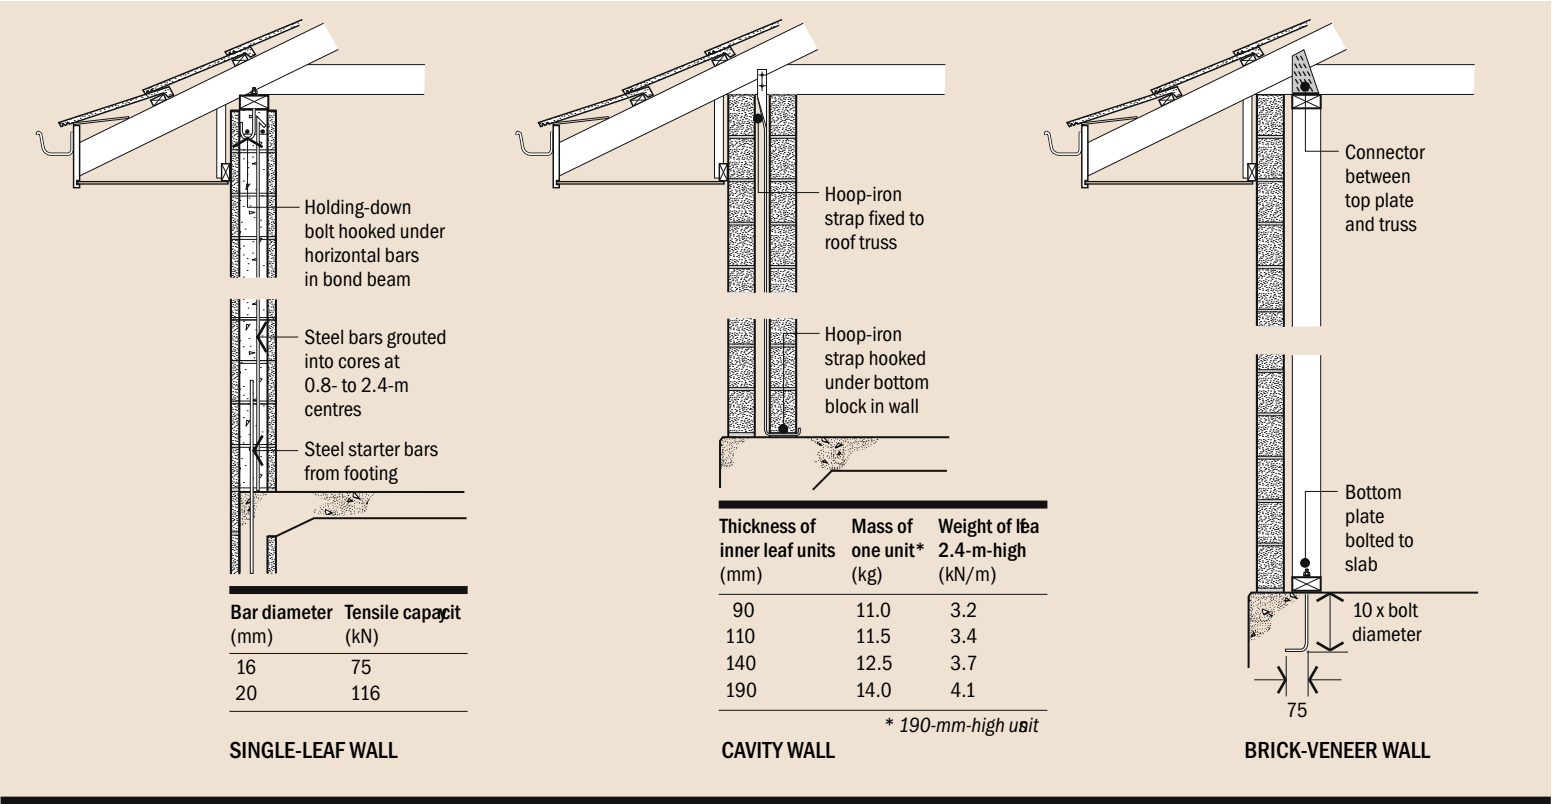 Holding-down
bolt hooked under
horizontal bars
in bond beam
Steel bars grouted
into cores at
0.8- to 2.4-m
centres
Steel starter bars
from footing
Bar diameter Tensile capacity
(mm) (kN)
16 75
20 116
SINGLE-LEAF WALL
Hoop-iron
strap fixed to
roof truss
Hoop-iron
strap hooked
under bottom
block in wall
Thickness of Mass of Weight of leaf
inner leaf units one unit* 2.4-m-high
(mm) (kg) (kN/m)
90 11.0 3.2
110 11.5 3.4
140 12.5 3.7
190 14.0 4.1
* 190-mm-high units
CAVITY WALL
Connector
between
top plate
and truss
Bottom
plate
bolted to
slab
10 x bolt
diameter
75
BRICK-VENEER WALL